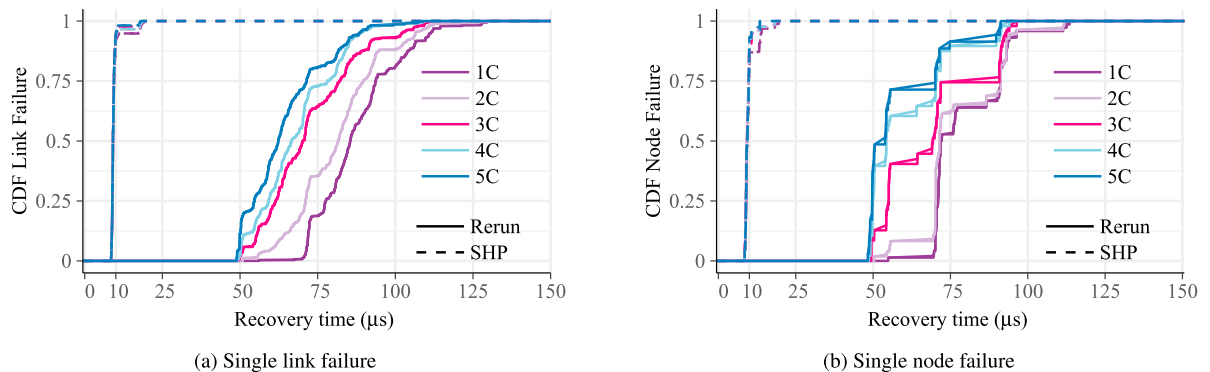 CDF Link Failure
1
0.75
0.5
0.25
0
1C
2C
3C
4C
5C
Rerun
SHP
0 10 25 50 75 100 125 150
Recovery time (μs)
(a) Single link failure
CDF Node Failure
1
0.75
0.5
0.25
0
1C
2C
3C
4C
5C
Rerun
SHP
0 10 25 50 75 100 125 150
Recovery time (μs)
(b) Single node failure